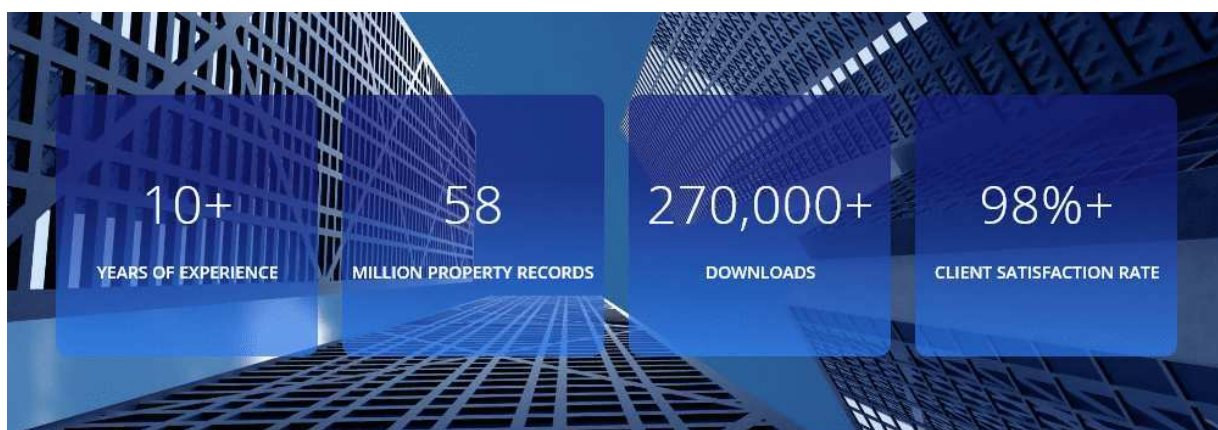 10+
YEARS OF EXPERIENCE
58
MILLION PROPERTY RECORDS
270,000+
DOWNLOADS
98%+
CLIENT SATISFACTION RATE